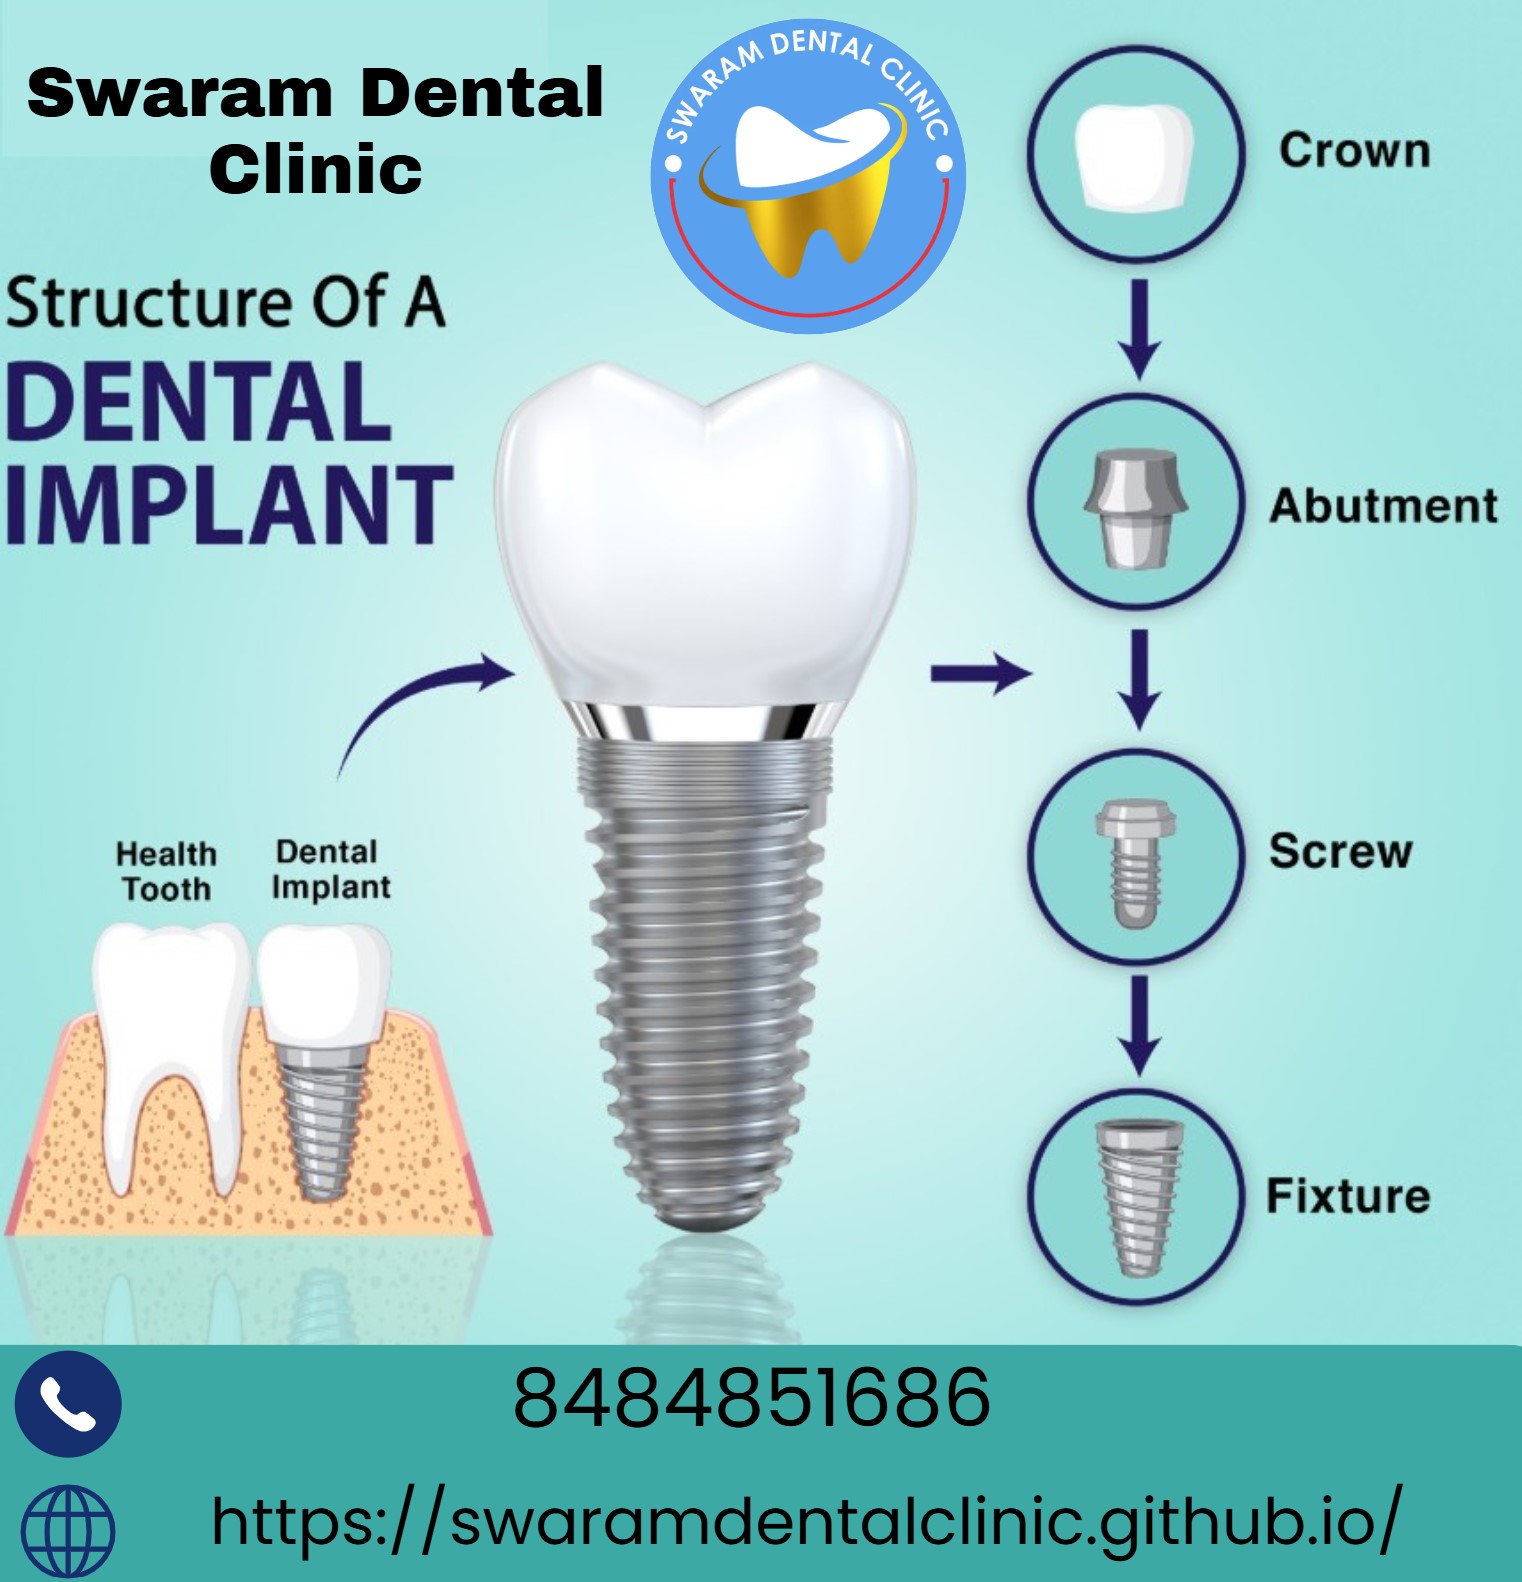 Swaram Dental
Clinic
SWARAM DENTAL CLINIC
Structure Of A
DENTAL
IMPLANT
Health
Tooth
Dental
Implant
Crown
Abutment
Screw
Fixture
8484851686
https://swaramdentalclinic.github.io/